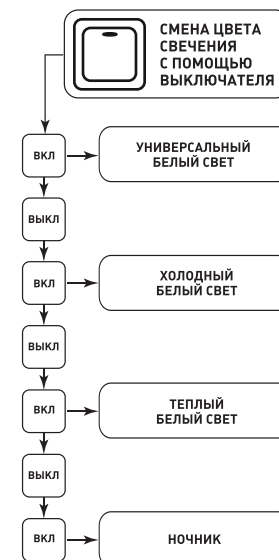 СМЕНА ЦВЕТА
СВЕЧЕНИЯ
С ПОМОЩЬЮ
ВЫКЛЮЧАТЕЛЯ
ВКЛ
УНИВЕРСАЛЬНЫЙ
БЕЛЫЙ СВЕТ
ВЫКЛ
ВКЛ
ХОЛОДНЫЙ
БЕЛЫЙ СВЕТ
ВЫКЛ
ВКЛ
ТЕПЛЫЙ
БЕЛЫЙ СВЕТ
ВЫКЛ
ВКЛ
НОЧНИК